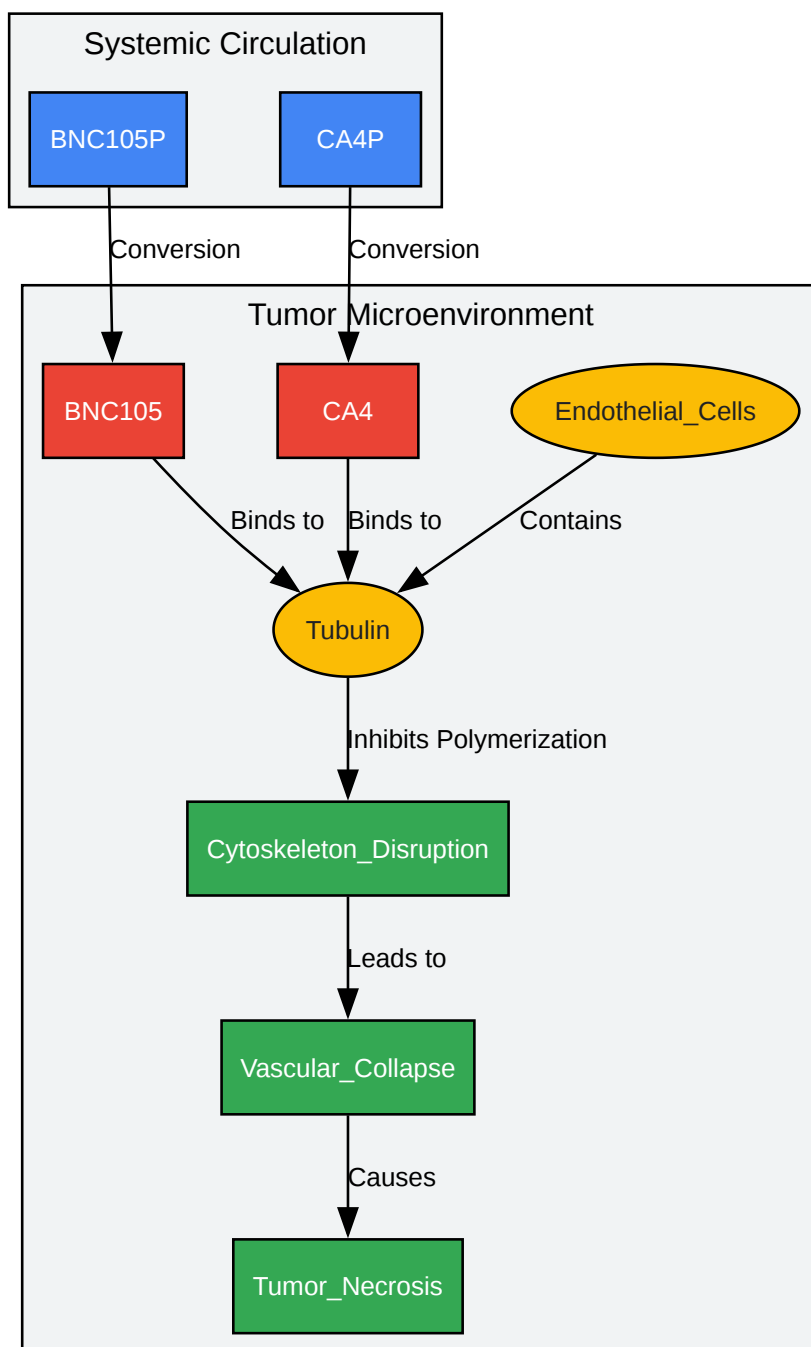 Systemic Circulation
BNC105P
CA4P
Conversion
Conversion
Tumor Microenvironment
BNC105
CA4
Endothelial_Cells
Binds to
Binds to
Contains
Tubulin
Inhibits Polymerization
Cytoskeleton_Disruption
Leads to
Vascular_Collapse
Causes
Tumor_Necrosis